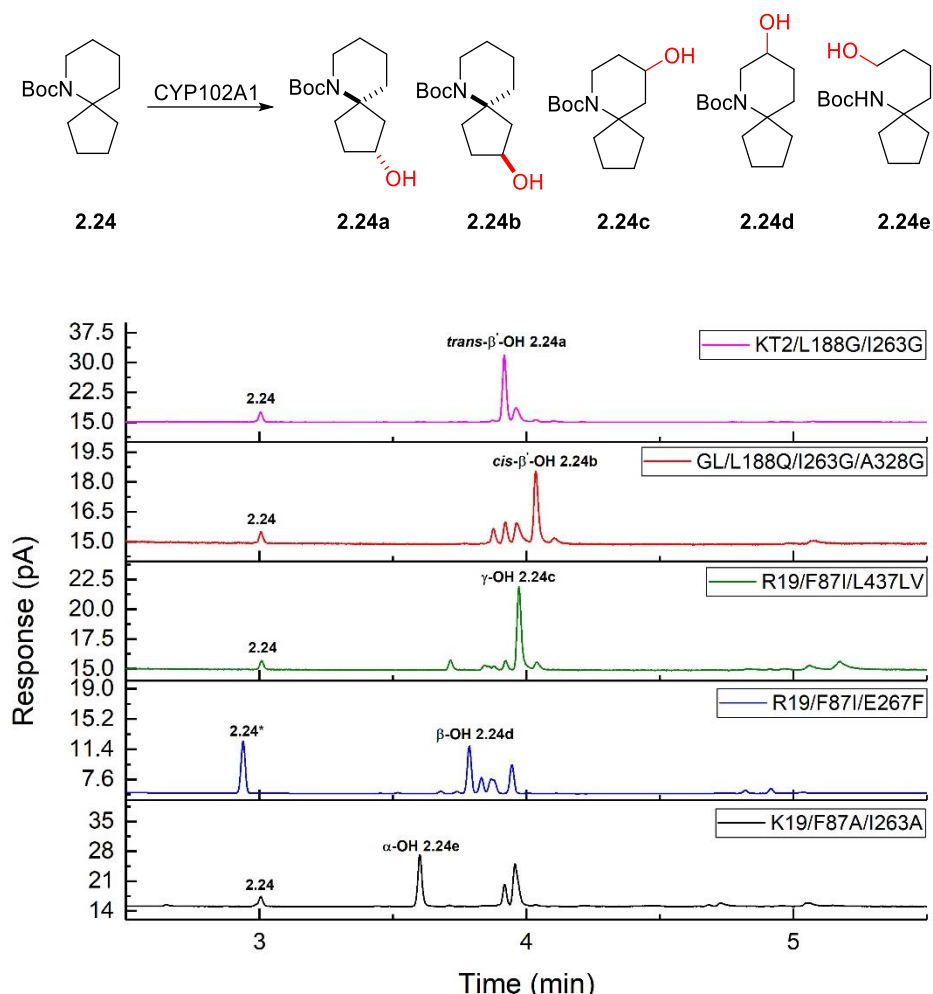 BocN
CYP102A1
BocN
OH
BocN
OH
OH
BocN
OH
BocN
HO
BocHN
2.24
2.24a
2.24b
2.24c
2.24d
2.24e
Response (pA)
37.5
30.0
22.5
15.0
2.24
trans-β'-OH 2.24a
KT2/L188G/I263G
19.5
18.0
16.5
15.0
2.24
cis-β'-OH 2.24b
GL/L188Q/I263G/A328G
22.5
20.0
17.5
15.0
2.24
γ-OH 2.24c
R19/F87I/L437LV
19.0
15.2
11.4
7.6
2.24*
β-OH 2.24d
R19/F87I/E267F
35
28
21
14
2.24
α-OH 2.24e
K19/F87A/I263A
3
4
5
Time (min)